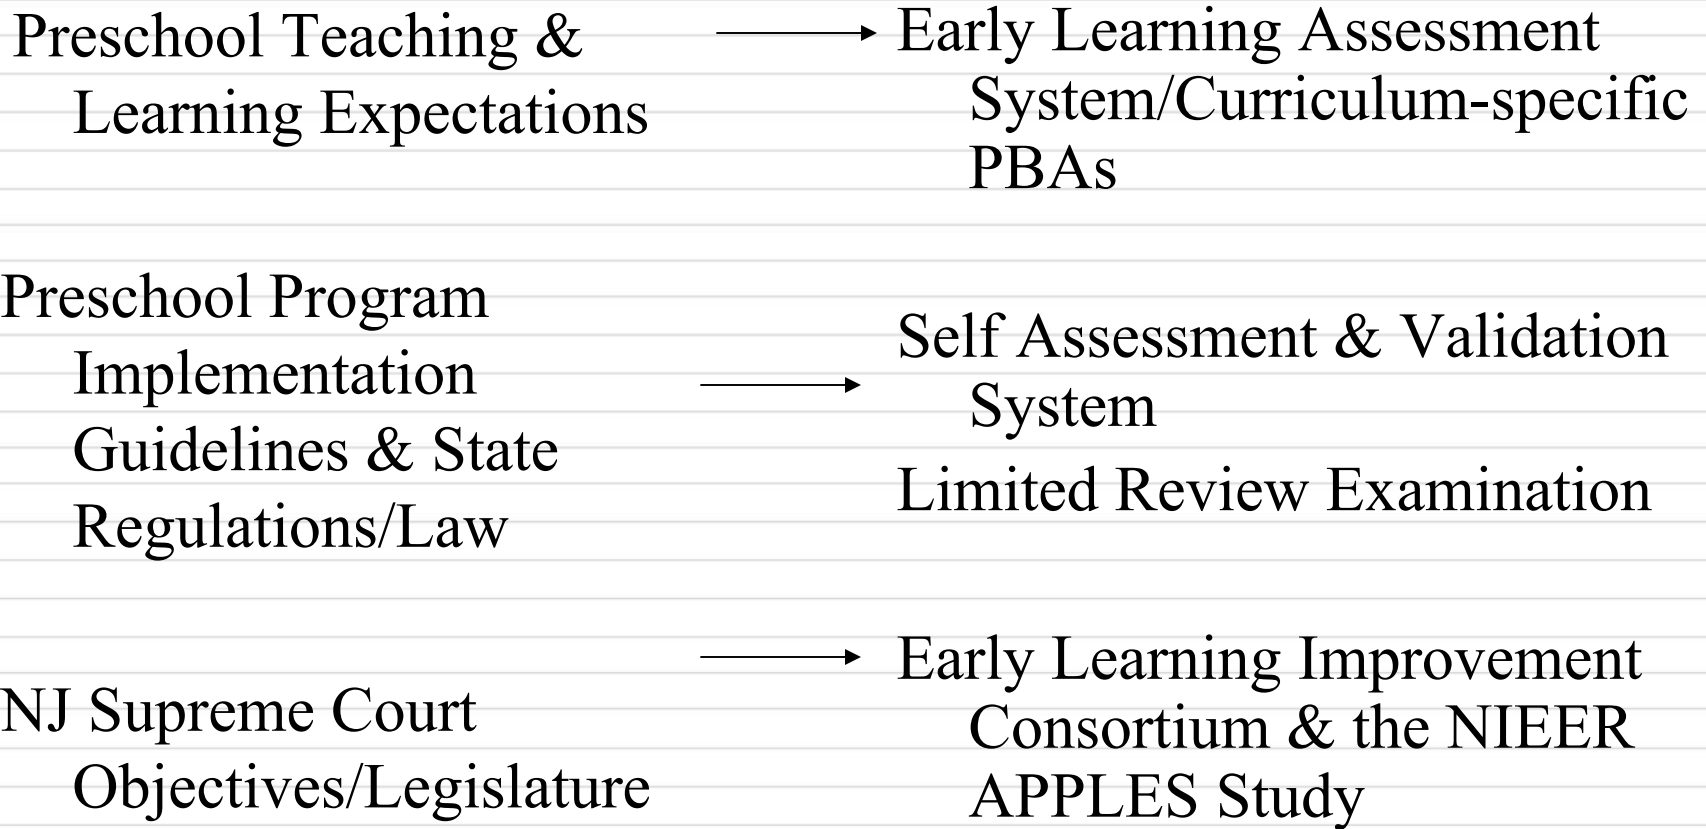 Preschool Teaching &
Learning Expectations
Early Learning Assessment
System/Curriculum-specific
PBAs
Preschool Program
Implementation
Guidelines & State
Regulations/Law
Self Assessment & Validation
System
Limited Review Examination
NJ Supreme Court
Objectives/Legislature
Early Learning Improvement
Consortium & the NIEER
APPLES Study